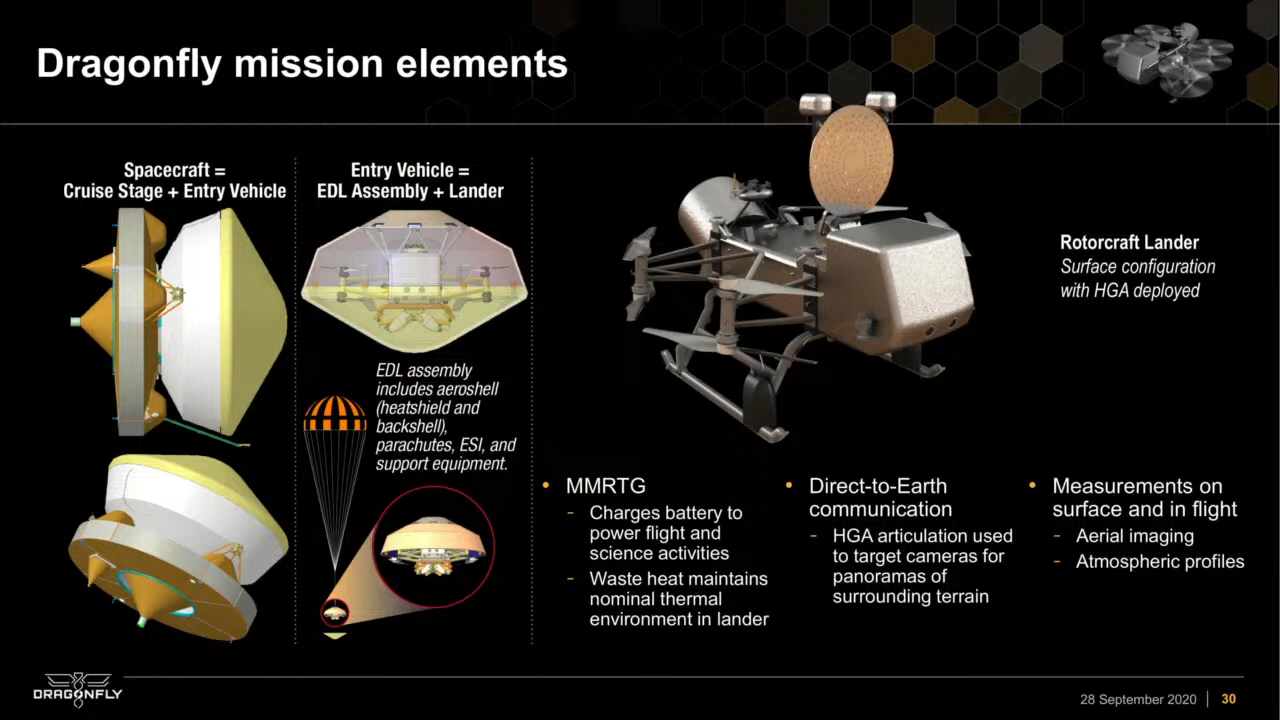 Dragonfly mission elements
Spacecraft =
Cruise Stage + Entry Vehicle
Entry Vehicle =
EDL Assembly + Lander
EDL assembly
includes aeroshell
(heatshield and
backshell),
parachutes, ESI, and
support equipment.
Rotorcraft Lander
Surface configuration
with HGA deployed
• MMRTG
- Charges battery to
power flight and
science activities
- Waste heat maintains
nominal thermal
environment in lander
• Direct-to-Earth
communication
- HGA articulation used
to target cameras for
panoramas of
surrounding terrain
• Measurements on
surface and in flight
- Aerial imaging
- Atmospheric profiles
DRAGONFLY
28 September 2020 | 30